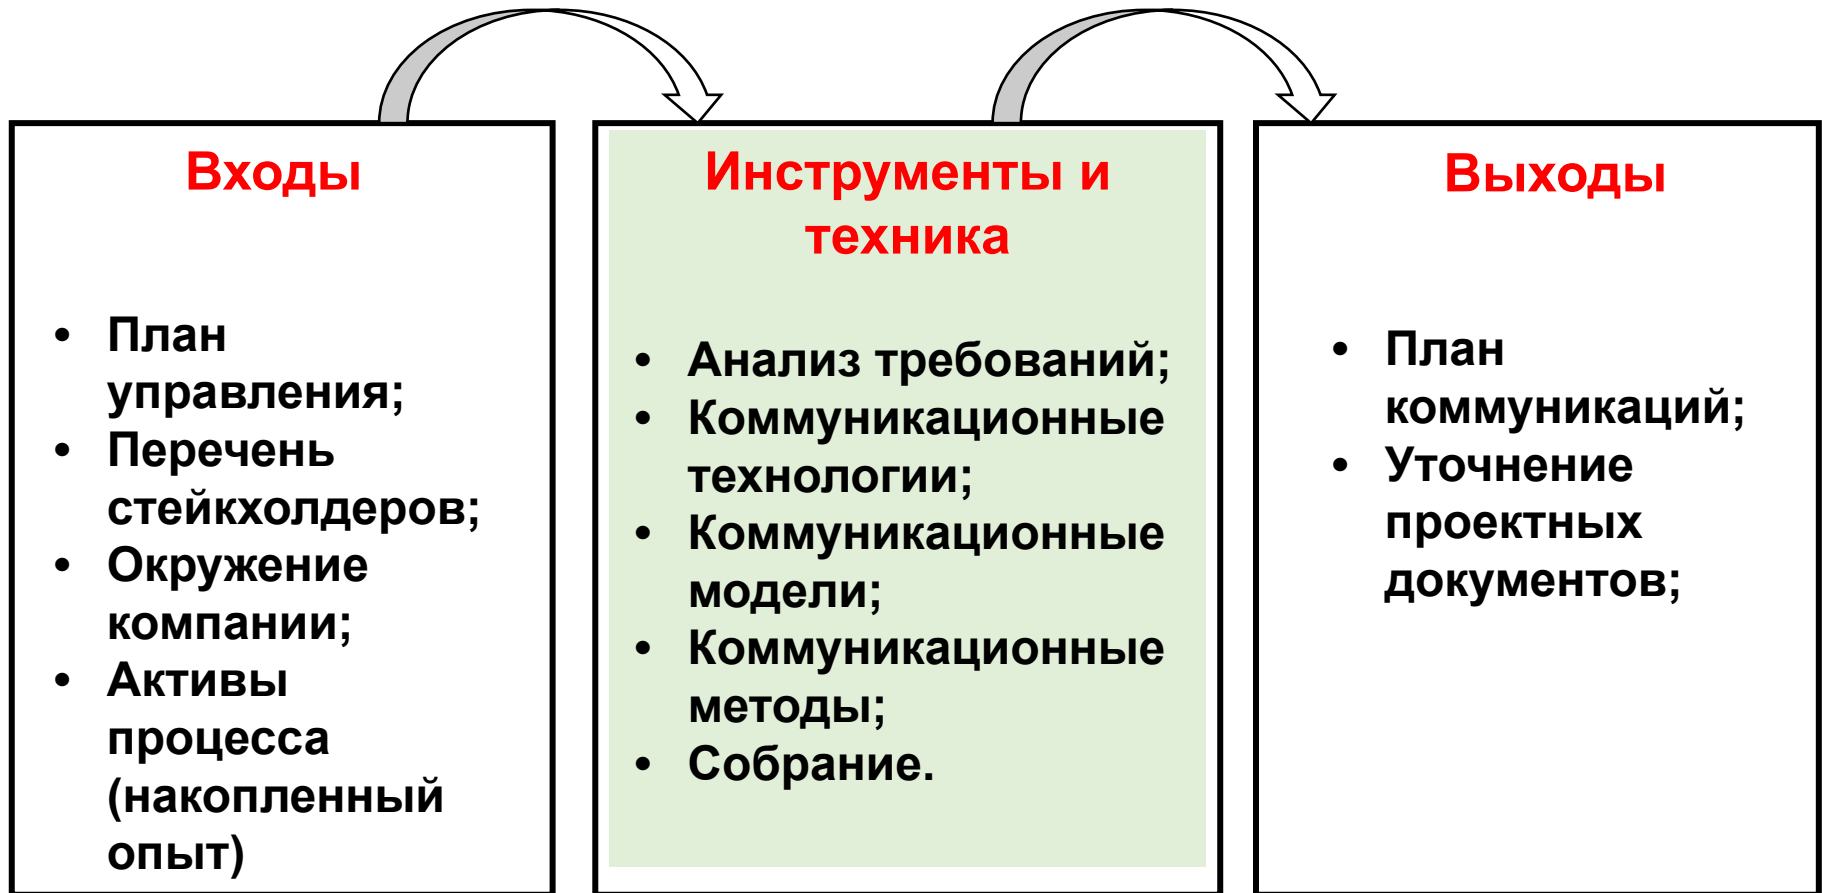 Входы
• План
управления;
• Перечень
стейкхолдеров;
• Окружение
компании;
• Активы
процесса
(накопленный
опыт)
Инструменты и
техника
• Анализ требований;
• Коммуникационные
технологии;
• Коммуникационные
модели;
• Коммуникационные
методы;
• Собрание.
Выходы
• План
коммуникаций;
• Уточнение
проектных
документов;